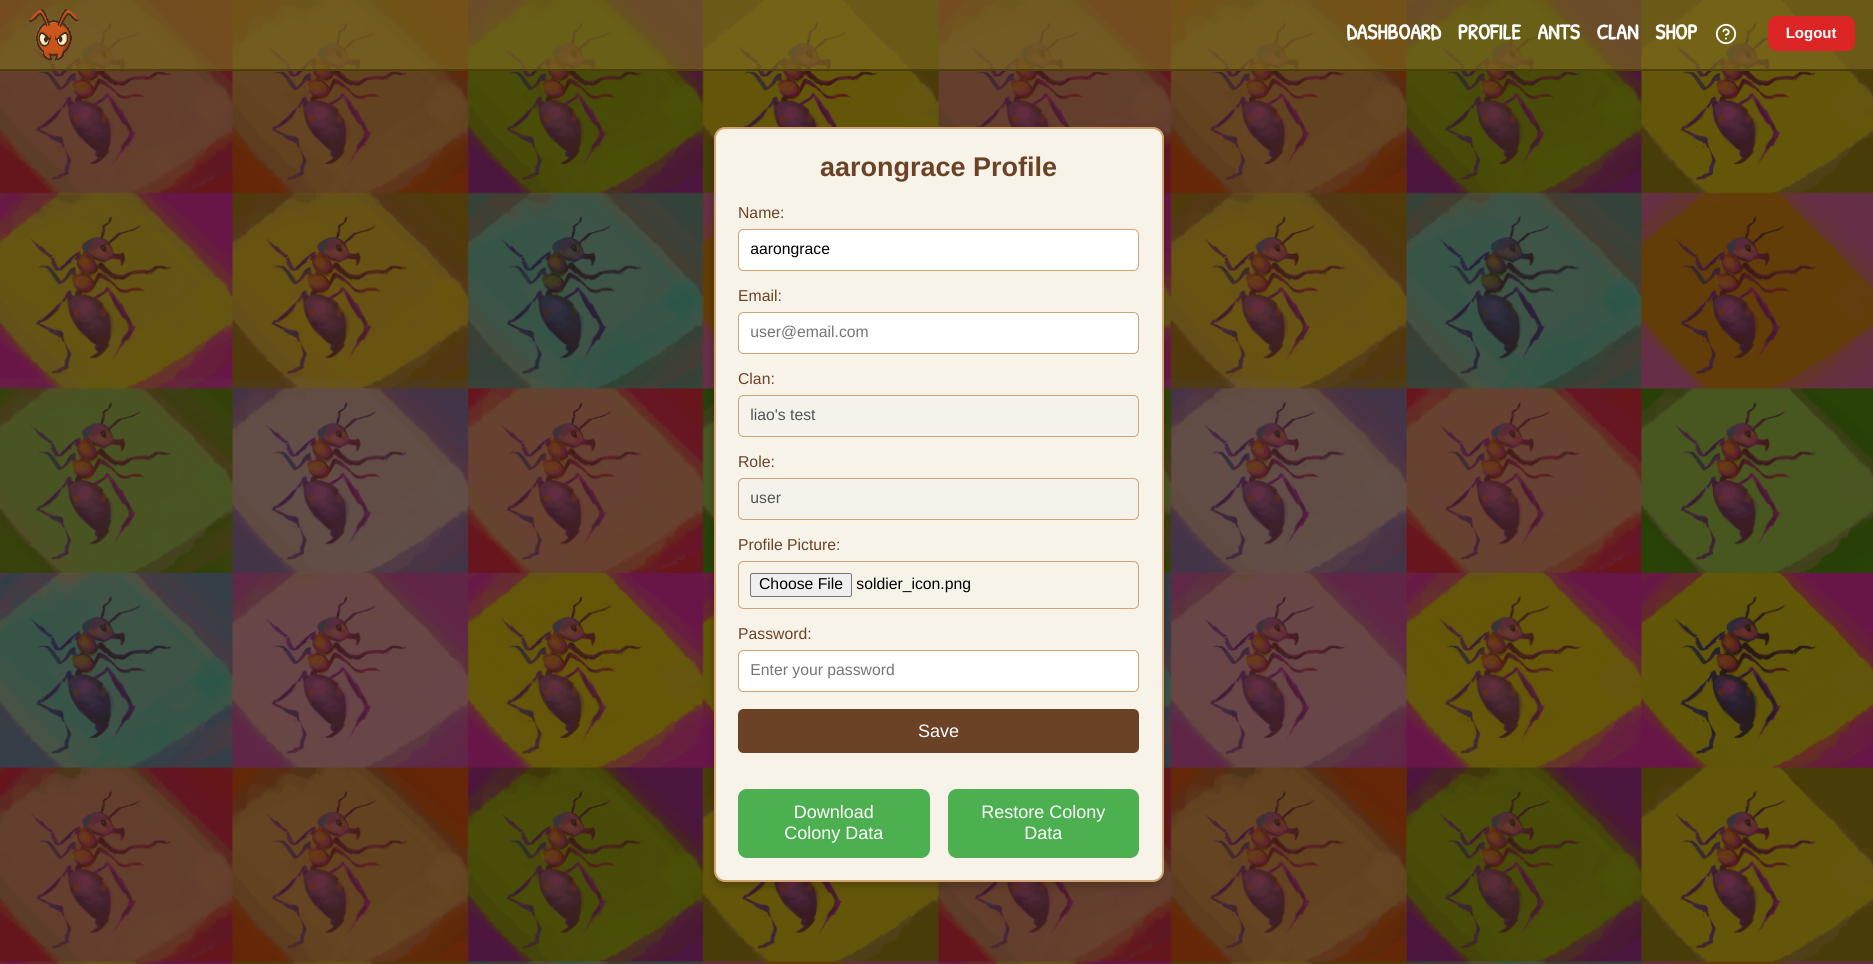 DASHBOARD PROFILE ANTS CLAN SHOP Logout
aarongrace Profile
Name:
aarongrace
Email:
user@email.com
Clan:
liao's test
Role:
user
Profile Picture:
Choose File soldier_icon.png
Password:
Enter your password
Save
Download
Colony Data
Restore Colony
Data